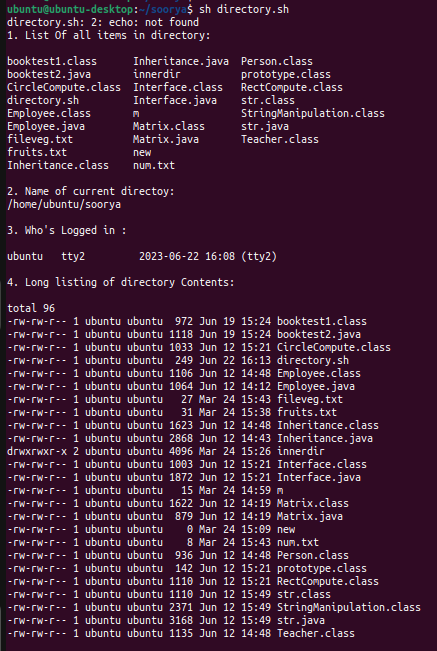 ubuntu@ubuntu-desktop:~/soorya$ sh directory.sh
directory.sh: 2: echo: not found
1. List Of all items in directory:
booktest1.class Inheritance.java Person.class
booktest2.java innerdir prototype.class
CircleCompute.class Interface.class RectCompute.class
directory.sh Interface.java str.class
Employee.class m StringManipulation.class
Employee.java Matrix.class str.java
fileveg.txt Matrix.java Teacher.class
fruits.txt new
Inheritance.class num.txt
2. Name of current directoy:
/home/ubuntu/soorya
3. Who's Logged in :
ubuntu tty2 2023-06-22 16:08 (tty2)
4. Long listing of directory Contents:
total 96
-rw-rw-r-- 1 ubuntu ubuntu 972 Jun 19 15:24 booktest1.class
-rw-rw-r-- 1 ubuntu ubuntu 1118 Jun 19 15:24 booktest2.java
-rw-rw-r-- 1 ubuntu ubuntu 1033 Jun 12 15:21 CircleCompute.class
-rw-rw-r-- 1 ubuntu ubuntu 249 Jun 22 16:13 directory.sh
-rw-rw-r-- 1 ubuntu ubuntu 1106 Jun 12 14:48 Employee.class
-rw-rw-r-- 1 ubuntu ubuntu 1064 Jun 12 14:12 Employee.java
-rw-rw-r-- 1 ubuntu ubuntu 27 Mar 24 15:43 fileveg.txt
-rw-rw-r-- 1 ubuntu ubuntu 31 Mar 24 15:38 fruits.txt
-rw-rw-r-- 1 ubuntu ubuntu 1623 Jun 12 14:48 Inheritance.class
-rw-rw-r-- 1 ubuntu ubuntu 2868 Jun 12 14:43 Inheritance.java
drwxrwxr-x 2 ubuntu ubuntu 4096 Mar 24 15:26 innerdir
-rw-rw-r-- 1 ubuntu ubuntu 1003 Jun 12 15:21 Interface.class
-rw-rw-r-- 1 ubuntu ubuntu 1872 Jun 12 15:21 Interface.java
-rw-rw-r-- 1 ubuntu ubuntu 15 Mar 24 14:59 m
-rw-rw-r-- 1 ubuntu ubuntu 1622 Jun 12 14:19 Matrix.class
-rw-rw-r-- 1 ubuntu ubuntu 879 Jun 12 14:19 Matrix.java
-rw-rw-r-- 1 ubuntu ubuntu 0 Mar 24 15:09 new
-rw-rw-r-- 1 ubuntu ubuntu 8 Mar 24 15:43 num.txt
-rw-rw-r-- 1 ubuntu ubuntu 936 Jun 12 14:48 Person.class
-rw-rw-r-- 1 ubuntu ubuntu 142 Jun 12 15:21 prototype.class
-rw-rw-r-- 1 ubuntu ubuntu 1110 Jun 12 15:21 RectCompute.class
-rw-rw-r-- 1 ubuntu ubuntu 1110 Jun 12 15:49 str.class
-rw-rw-r-- 1 ubuntu ubuntu 2371 Jun 12 15:49 StringManipulation.class
-rw-rw-r-- 1 ubuntu ubuntu 3168 Jun 12 15:49 str.java
-rw-rw-r-- 1 ubuntu ubuntu 1135 Jun 12 14:48 Teacher.class